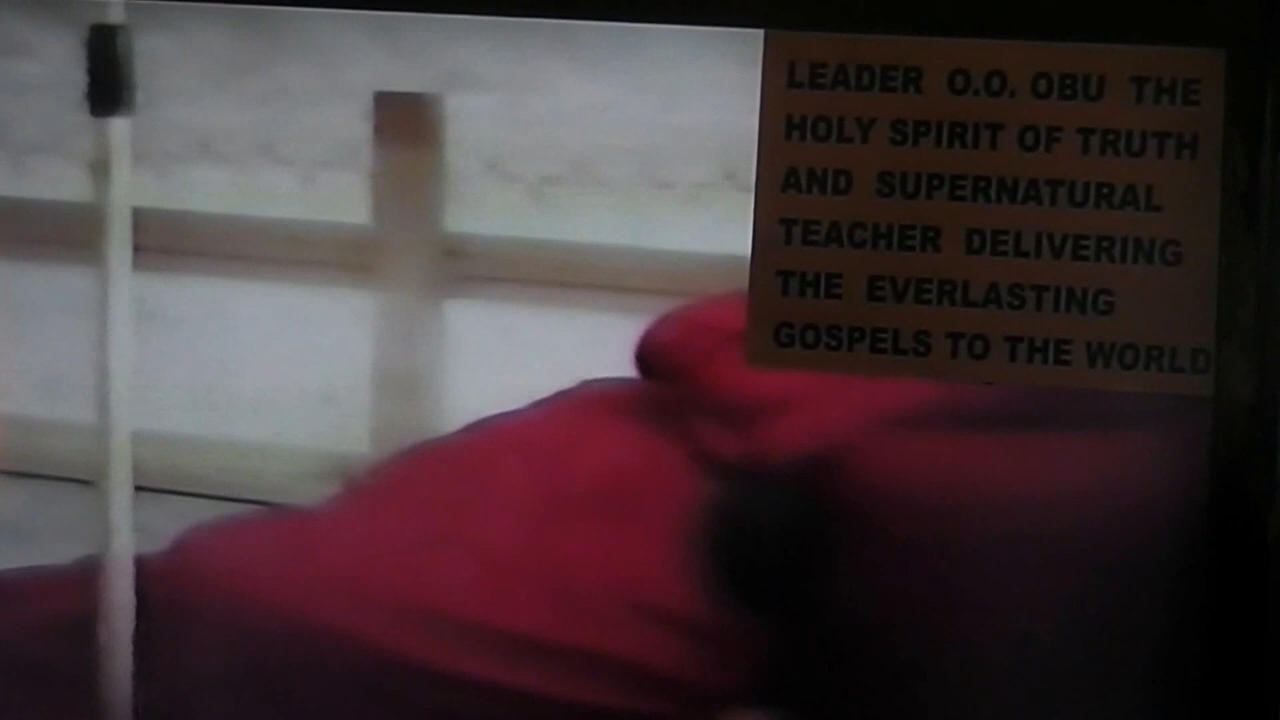 LEADER O.O. OBU THE
HOLY SPIRIT OF TRUTH
AND SUPERNATURAL
TEACHER DELIVERING
THE EVERLASTING
GOSPELS TO THE WORLD